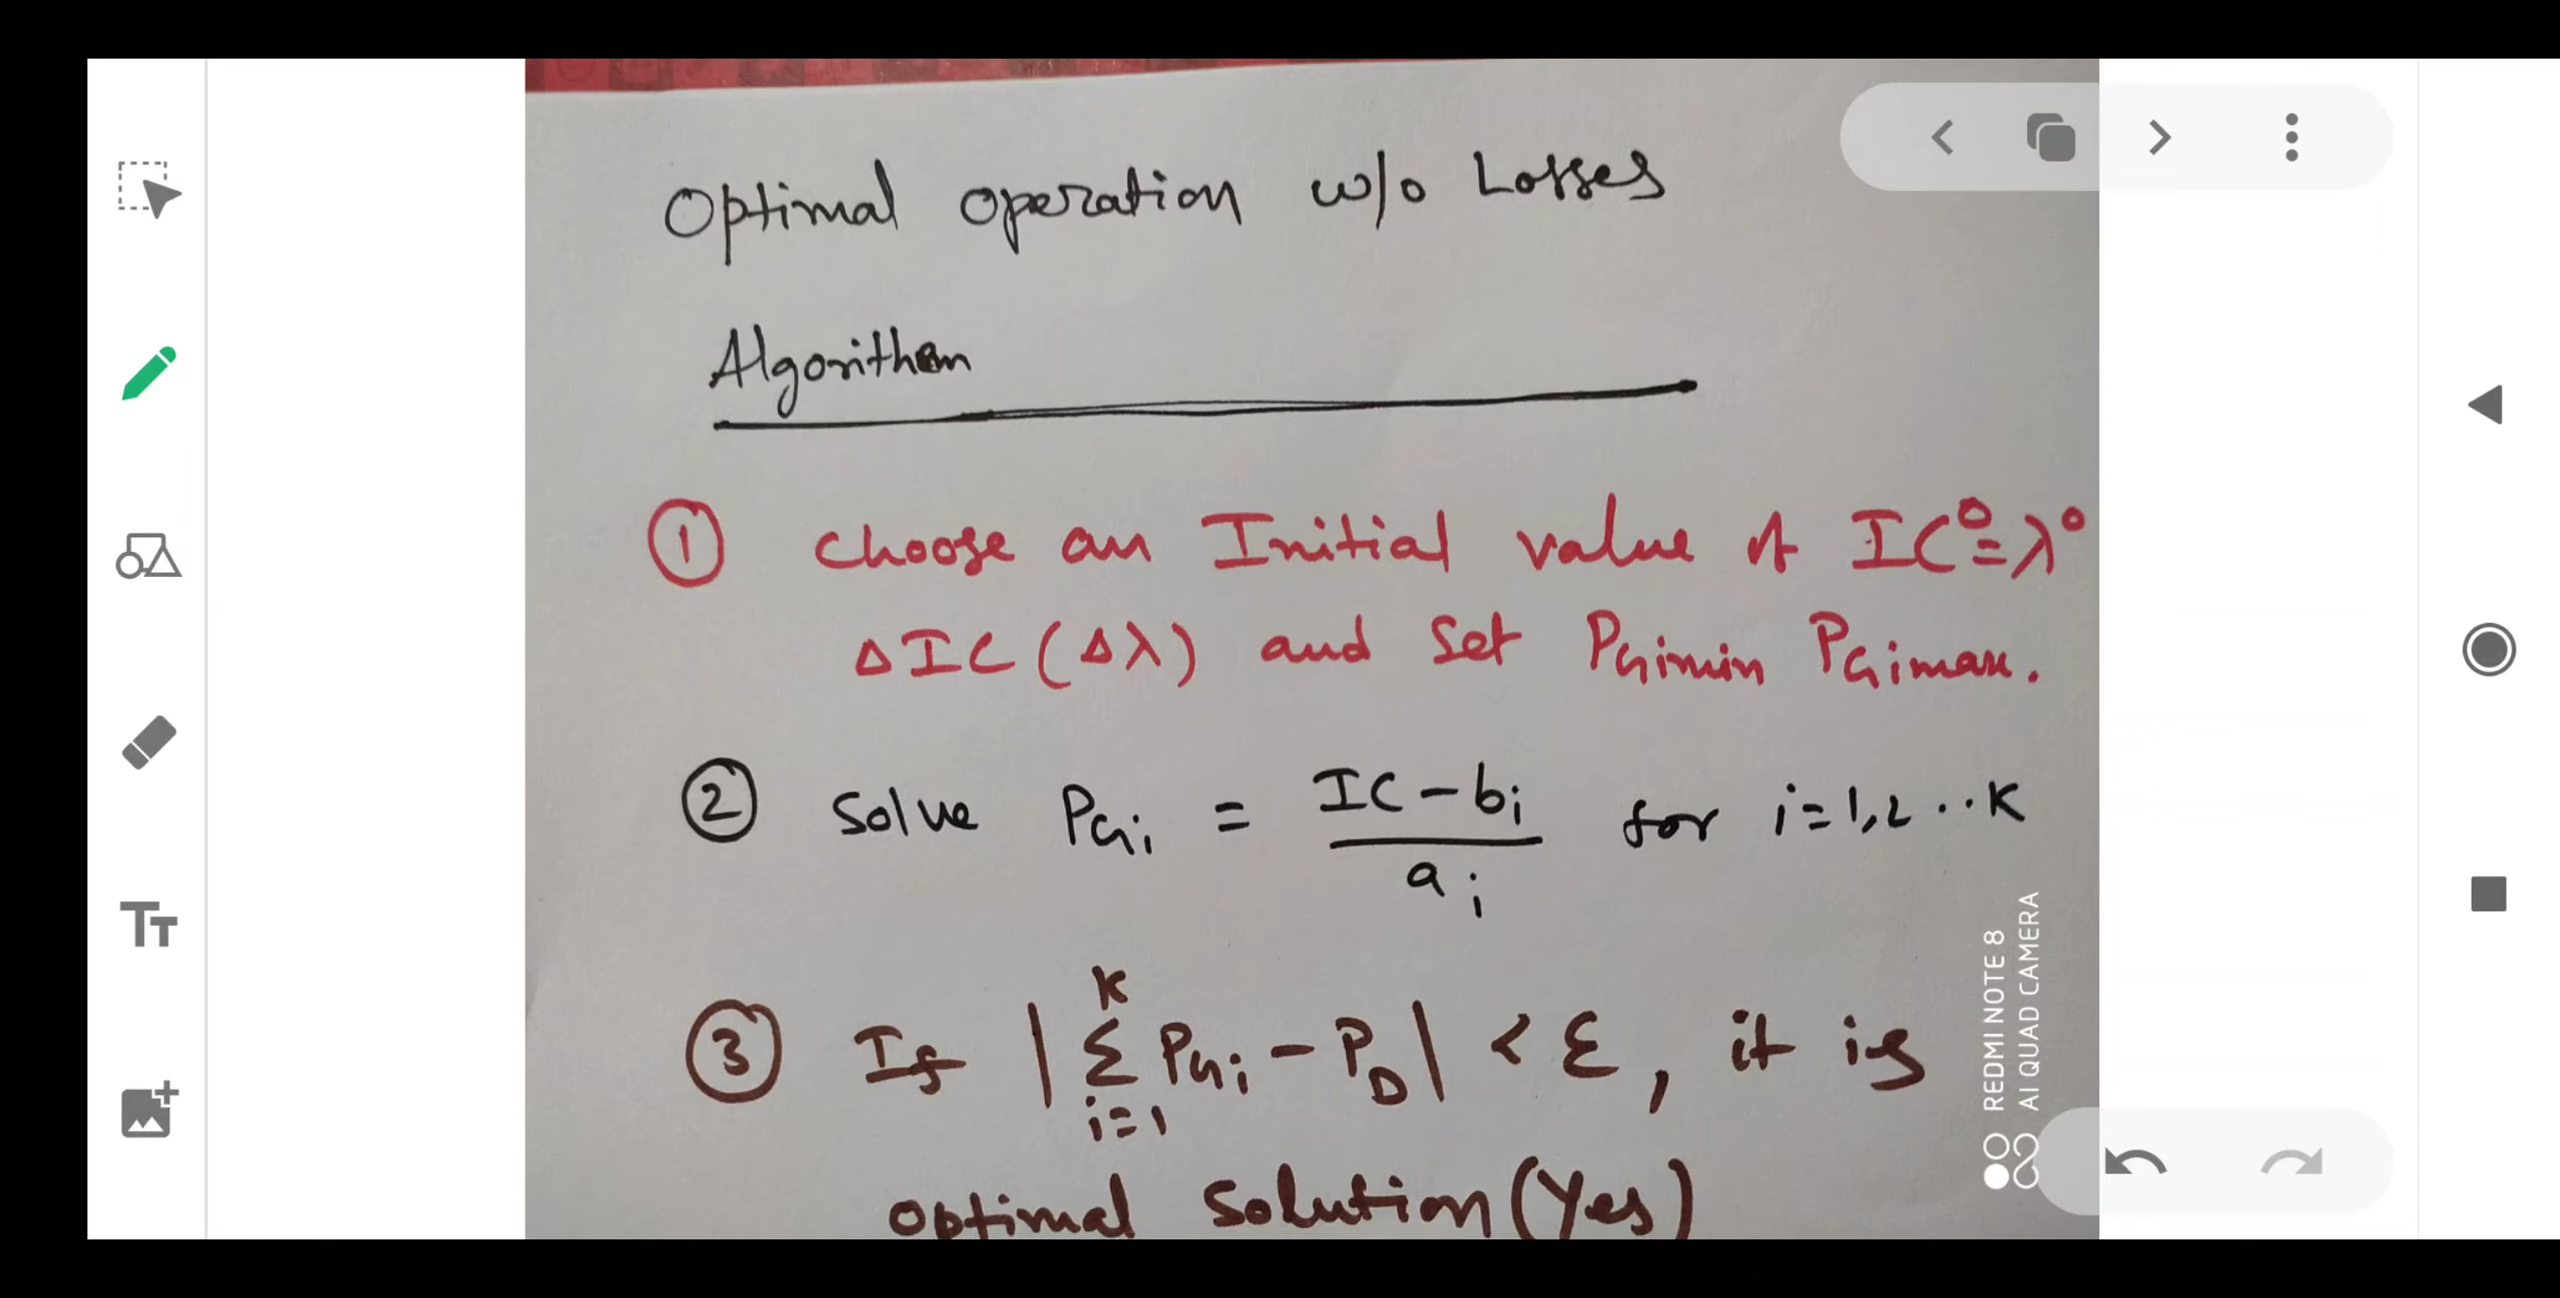 Optimal operation w/o Losses
Algorithm
① Choose an Initial value of IC⁰=λ⁰
ΔIC (Δλ) and Set PGimin PGimax.
② Solve PGi = (IC - bi) / ai for i=1,2 ..K
③ If |Σ_{i=1}^{K} PGi - PD| < ε, it is
optimal Solution (Yes)
REDMI NOTE 8
AI QUAD CAMERA
TT